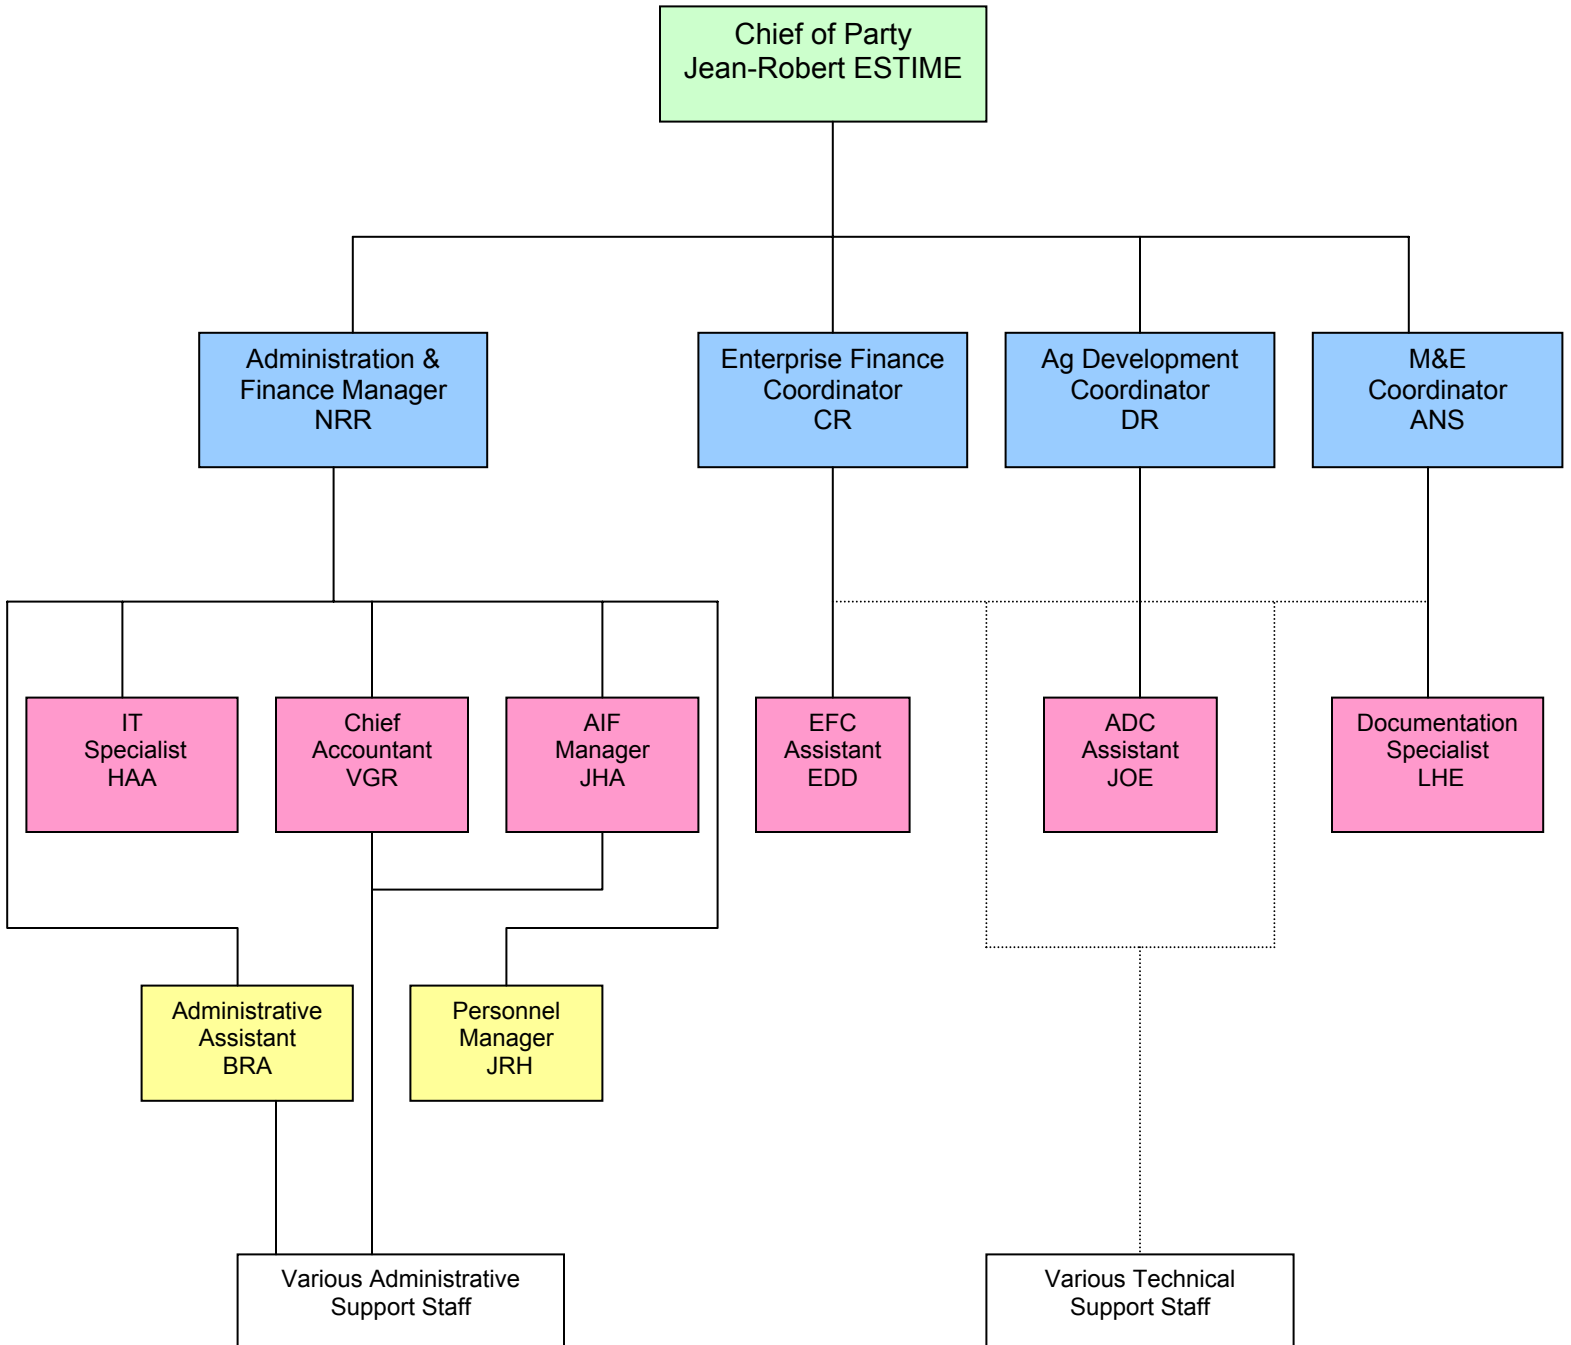 Chief of Party
Jean-Robert ESTIME
Administration &
Finance Manager
NRR
Enterprise Finance
Coordinator
CR
Ag Development
Coordinator
DR
M&E
Coordinator
ANS
IT
Specialist
HAA
Chief
Accountant
VGR
AIF
Manager
JHA
EFC
Assistant
EDD
ADC
Assistant
JOE
Documentation
Specialist
LHE
Administrative
Assistant
BRA
Personnel
Manager
JRH
Various Administrative
Support Staff
Various Technical
Support Staff